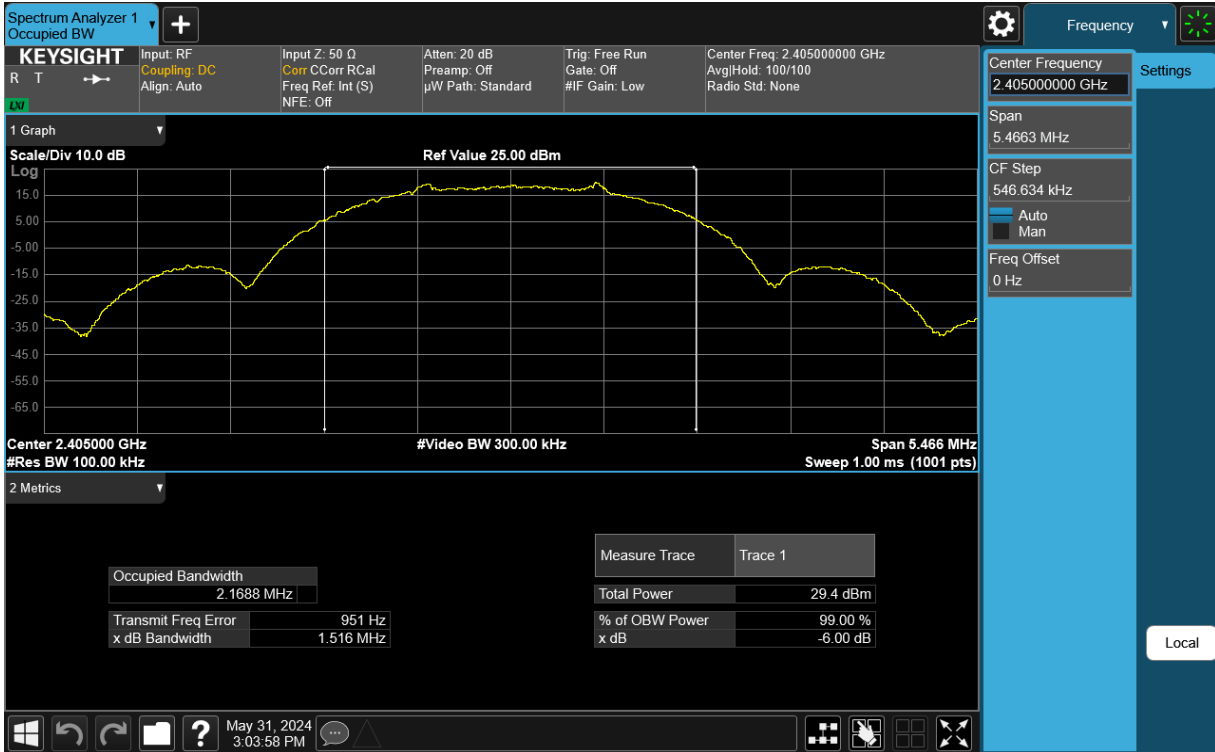 Spectrum Analyzer 1
Occupied BW
Frequency
KEYSIGHT
R T
LXI
Input: RF
Coupling: DC
Align: Auto
Input Z: 50 Ω
Corr CCorr RCal
Freq Ref: Int (S)
NFE: Off
Atten: 20 dB
Preamp: Off
µW Path: Standard
Trig: Free Run
Gate: Off
#IF Gain: Low
Center Freq: 2.405000000 GHz
Avg|Hold: 100/100
Radio Std: None
Center Frequency
2.405000000 GHz
Settings
Span
5.4663 MHz
CF Step
546.634 kHz
Auto
Man
Freq Offset
0 Hz
1 Graph
Scale/Div 10.0 dB
Ref Value 25.00 dBm
Log
15.0
5.00
-5.00
-15.0
-25.0
-35.0
-45.0
-55.0
-65.0
Center 2.405000 GHz
#Video BW 300.00 kHz
Span 5.466 MHz
#Res BW 100.00 kHz
Sweep 1.00 ms (1001 pts)
2 Metrics
Measure Trace Trace 1
Occupied Bandwidth
2.1688 MHz
Total Power 29.4 dBm
Transmit Freq Error 951 Hz
% of OBW Power 99.00 %
x dB Bandwidth 1.516 MHz
x dB -6.00 dB
Local
?
May 31, 2024
3:03:58 PM